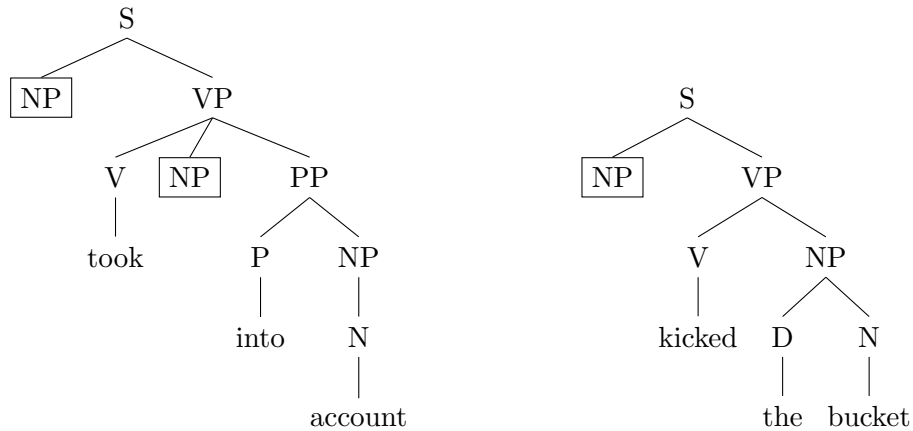 S
NP VP
V NP PP
took P NP
into N
account
S
NP VP
V NP
kicked D N
the bucket